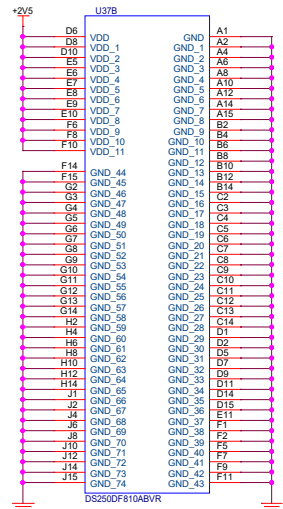 +2V5
U37B
D6 VDD GND A1
D8 VDD_1 GND_1 A2
D10 VDD_2 GND_2 A4
E5 VDD_3 GND_3 A6
E6 VDD_4 GND_4 A8
E7 VDD_5 GND_5 A10
E8 VDD_6 GND_6 A12
E9 VDD_7 GND_7 A14
E10 VDD_8 GND_8 A15
F6 VDD_9 GND_9 B2
F8 VDD_10 GND_10 B4
F10 VDD_11 GND_11 B6
GND_12 B8
F14 GND_44 GND_13 B10
F15 GND_45 GND_14 B12
G2 GND_46 GND_15 B14
G3 GND_47 GND_16 C2
G4 GND_48 GND_17 C3
G5 GND_49 GND_18 C4
G6 GND_50 GND_19 C5
G7 GND_51 GND_20 C6
G8 GND_52 GND_21 C7
G9 GND_53 GND_22 C8
G10 GND_54 GND_23 C9
G11 GND_55 GND_24 C10
G12 GND_56 GND_25 C11
G13 GND_57 GND_26 C12
G14 GND_58 GND_27 C13
H2 GND_59 GND_28 C14
H4 GND_60 GND_29 D1
H6 GND_61 GND_30 D2
H8 GND_62 GND_31 D5
H10 GND_63 GND_32 D7
H12 GND_64 GND_33 D9
H14 GND_65 GND_34 D11
J1 GND_66 GND_35 D14
J2 GND_67 GND_36 D15
J4 GND_68 GND_37 E11
J6 GND_69 GND_38 F1
J8 GND_70 GND_39 F2
J10 GND_71 GND_40 F5
J12 GND_72 GND_41 F7
J14 GND_73 GND_42 F9
J15 GND_74 GND_43 F11
DS250DF810ABVR